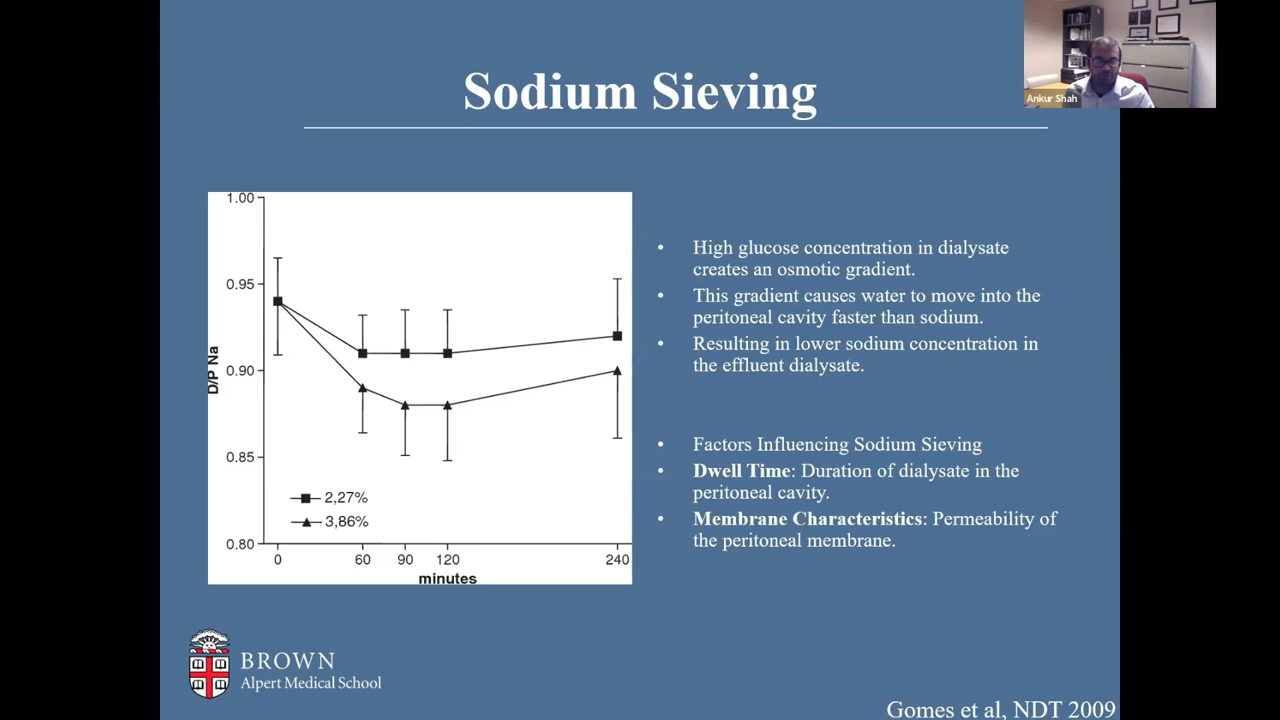 Ankur Shah
Sodium Sieving
1.00
0.95
0.90
0.85
0.80
D/P Na
2,27%
3,86%
0 60 90 120 240
minutes
• High glucose concentration in dialysate
creates an osmotic gradient.
• This gradient causes water to move into the
peritoneal cavity faster than sodium.
• Resulting in lower sodium concentration in
the effluent dialysate.
• Factors Influencing Sodium Sieving
• Dwell Time: Duration of dialysate in the
peritoneal cavity.
• Membrane Characteristics: Permeability of
the peritoneal membrane.
BROWN
Alpert Medical School
Gomes et al, NDT 2009